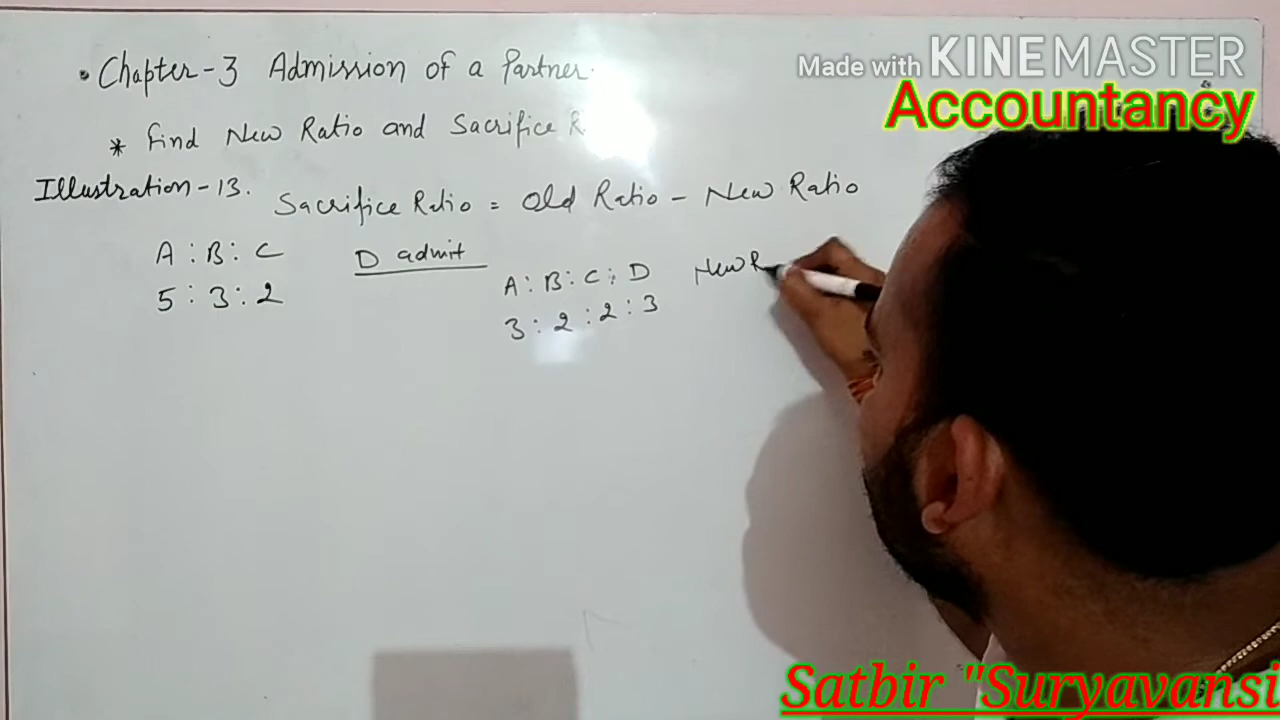 Made with KINEMASTER
Accountancy
• Chapter-3 Admission of a Partner.
* Find New Ratio and Sacrifice R
Illustration-13.
Sacrifice Ratio = Old Ratio - New Ratio
A : B : C
5 : 3 : 2
D admit
A : B : C : D
3 : 2 : 2 : 3
New R
Satbir "Suryavansi